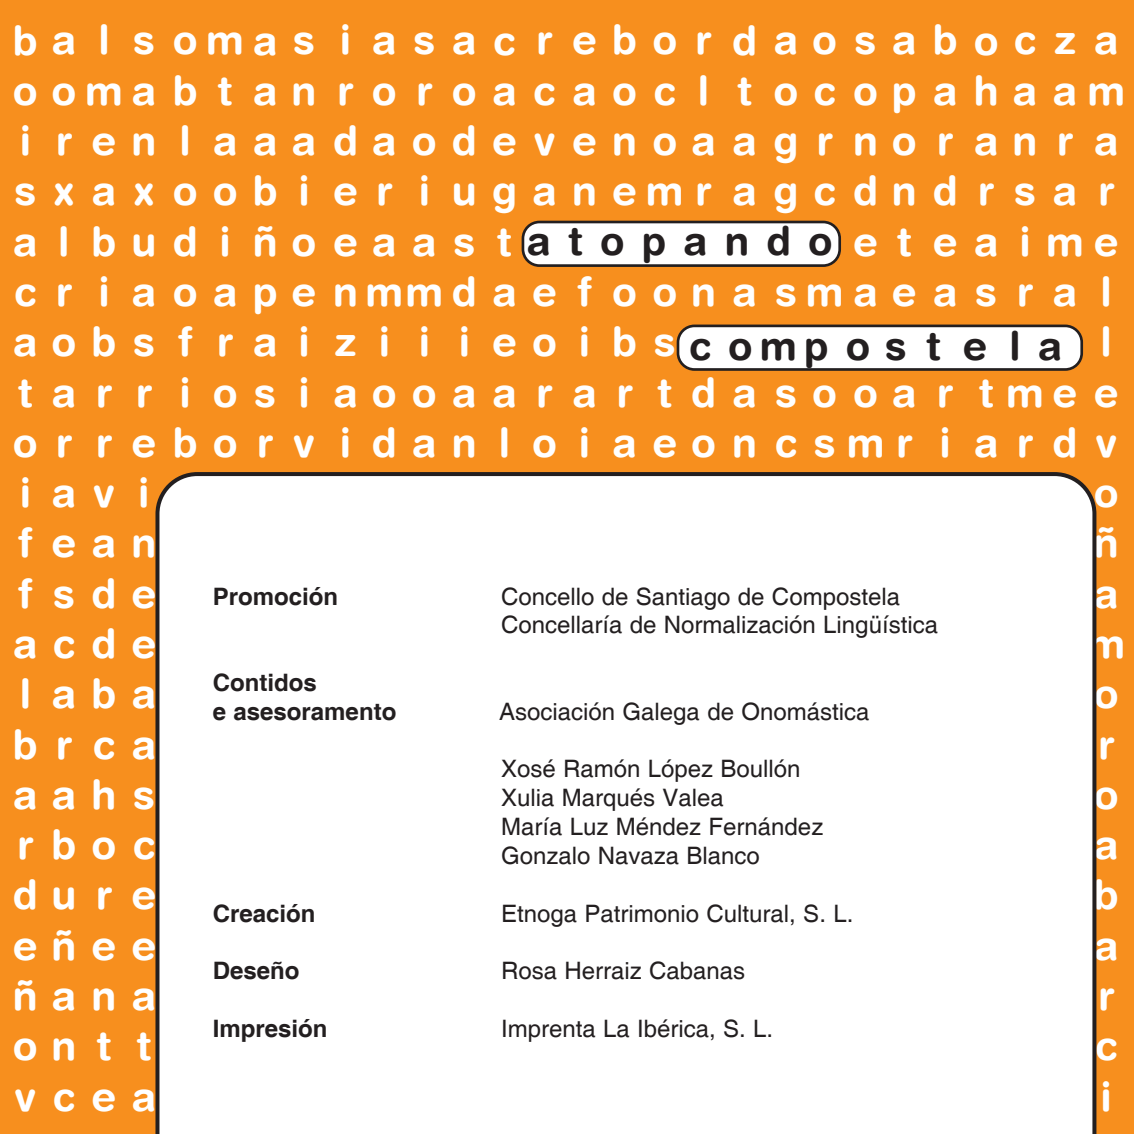 b a l s o m a s i a s a c r e b o r d a o s a b o c z a
o o m a b t a n r o r o a c a o c l t o c o p a h a a m
i r e n l a a a d a o d e v e n o a a g r n o r a n r a
s x a x o o b i e r i u g a n e m r a g c d n d r s a r
a l b u d i ñ o e a a s t a t o p a n d o e t e a i m e
c r i a o a p e n m m d a e f o o n a s m a e a s r a l
a o b s f r a i z i i i e o i b s c o m p o s t e l a l
t a r r i o s i a o o a a r a r t d a s o o a r t m e e
o r r e b o r v i d a n l o i a e o n c s m r i a r d v
i a v i o
f e a n ñ
f s d e a
Promoción Concello de Santiago de Compostela
Concellaría de Normalización Lingüística
a c d e m
l a b a o
Contidos
e asesoramento Asociación Galega de Onomástica
b r c a r
a a h s o
Xosé Ramón López Boullón
Xulia Marqués Valea
María Luz Méndez Fernández
Gonzalo Navaza Blanco
r b o c a
d u r e b
Creación Etnoga Patrimonio Cultural, S. L.
e ñ e e a
Deseño Rosa Herraiz Cabanas
ñ a n a r
Impresión Imprenta La Ibérica, S. L.
o n t t c
v c e a i